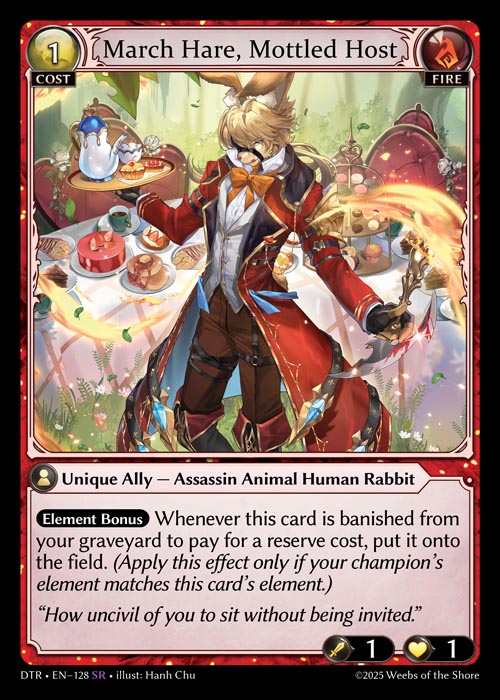 1
March Hare, Mottled Host
COST
FIRE
Unique Ally — Assassin Animal Human Rabbit
Element Bonus Whenever this card is banished from
your graveyard to pay for a reserve cost, put it onto
the field. (Apply this effect only if your champion's
element matches this card's element.)
“How uncivil of you to sit without being invited.”
1 1
DTR • EN–128 SR • illust: Hanh Chu
©2025 Weebs of the Shore